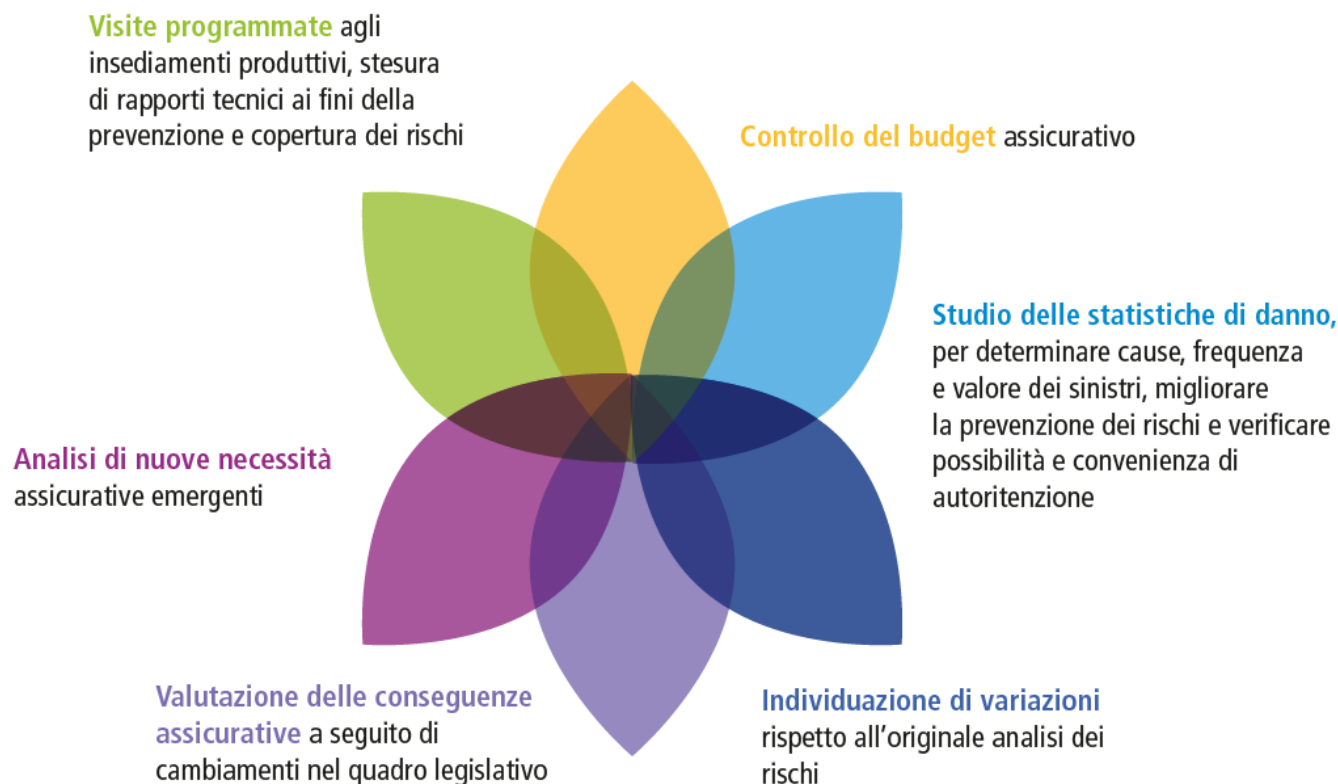 Visite programmate agli
insediamenti produttivi, stesura
di rapporti tecnici ai fini della
prevenzione e copertura dei rischi
Controllo del budget assicurativo
Studio delle statistiche di danno,
per determinare cause, frequenza
e valore dei sinistri, migliorare
la prevenzione dei rischi e verificare
possibilità e convenienza di
autoritenzione
Analisi di nuove necessità
assicurative emergenti
Valutazione delle conseguenze
assicurative a seguito di
cambiamenti nel quadro legislativo
Individuazione di variazioni
rispetto all'originale analisi dei
rischi